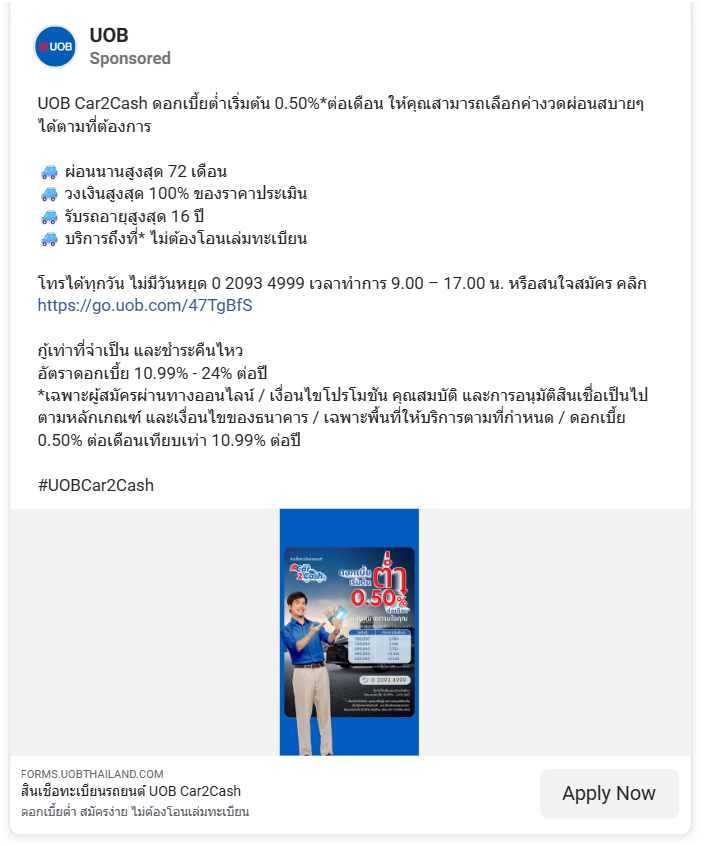 UOB
UOB
Sponsored
UOB Car2Cash ดอกเบี้ยต่ำเริ่มต้น 0.50%*ต่อเดือน ให้คุณสามารถเลือกค่างวดผ่อนสบายๆ
ได้ตามที่ต้องการ
ผ่อนนานสูงสุด 72 เดือน
วงเงินสูงสุด 100% ของราคาประเมิน
รับรถอายุสูงสุด 16 ปี
บริการถึงที่* ไม่ต้องโอนเล่มทะเบียน
โทรได้ทุกวัน ไม่มีวันหยุด 0 2093 4999 เวลาทำการ 9.00 – 17.00 น. หรือสนใจสมัคร คลิก
https://go.uob.com/47TgBfS
กู้เท่าที่จำเป็น และชำระคืนไหว
อัตราดอกเบี้ย 10.99% - 24% ต่อปี
*เฉพาะผู้สมัครผ่านทางออนไลน์ / เงื่อนไขโปรโมชัน คุณสมบัติ และการอนุมัติสินเชื่อเป็นไป
ตามหลักเกณฑ์ และเงื่อนไขของธนาคาร / เฉพาะพื้นที่ให้บริการตามที่กำหนด / ดอกเบี้ย
0.50% ต่อเดือนเทียบเท่า 10.99% ต่อปี
#UOBCar2Cash
Car
2Cash
ดอกเบี้ย
เริ่มต้น
ต่ำ
0.50%
0 2093 4999
FORMS.UOBTHAILAND.COM
สินเชื่อทะเบียนรถยนต์ UOB Car2Cash
ดอกเบี้ยต่ำ สมัครง่าย ไม่ต้องโอนเล่มทะเบียน
Apply Now